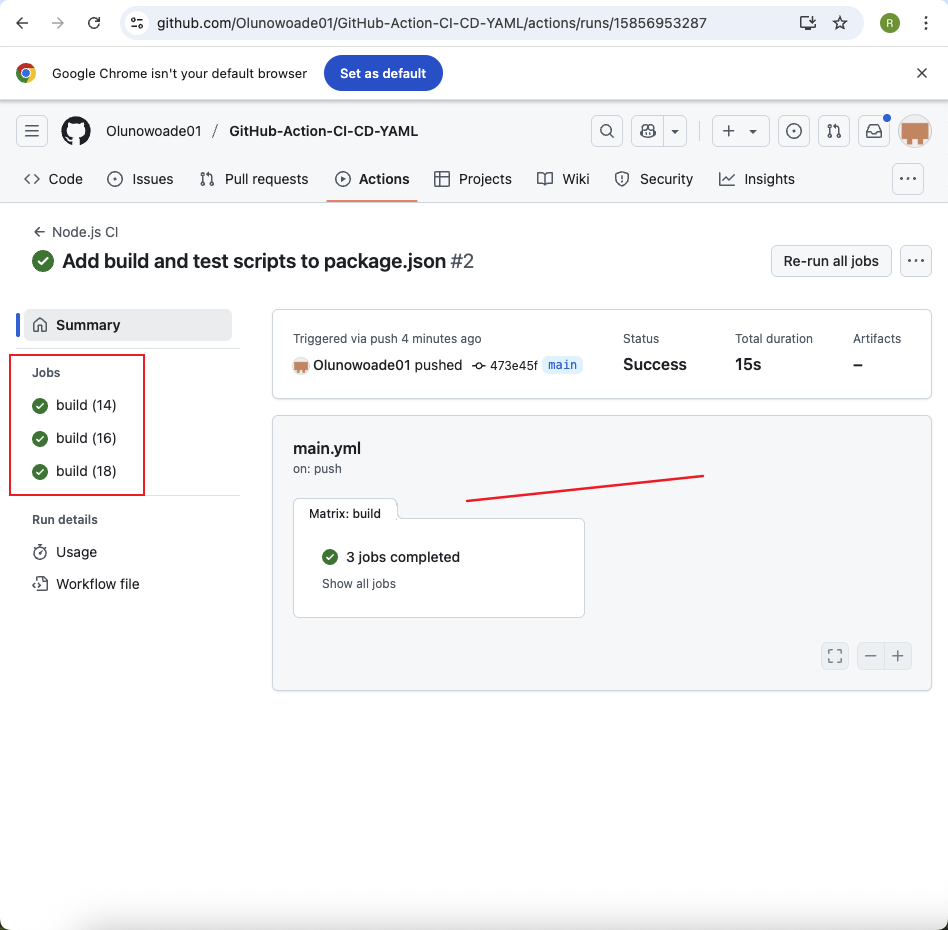 github.com/Olunowoade01/GitHub-Action-CI-CD-YAML/actions/runs/15856953287
R
Google Chrome isn't your default browser
Set as default
Olunowoade01 / GitHub-Action-CI-CD-YAML
Code
Issues
Pull requests
Actions
Projects
Wiki
Security
Insights
Node.js CI
Add build and test scripts to package.json #2
Re-run all jobs
Summary
Jobs
build (14)
build (16)
build (18)
Run details
Usage
Workflow file
Triggered via push 4 minutes ago
Olunowoade01 pushed 473e45f main
Status
Success
Total duration
15s
Artifacts
–
main.yml
on: push
Matrix: build
3 jobs completed
Show all jobs